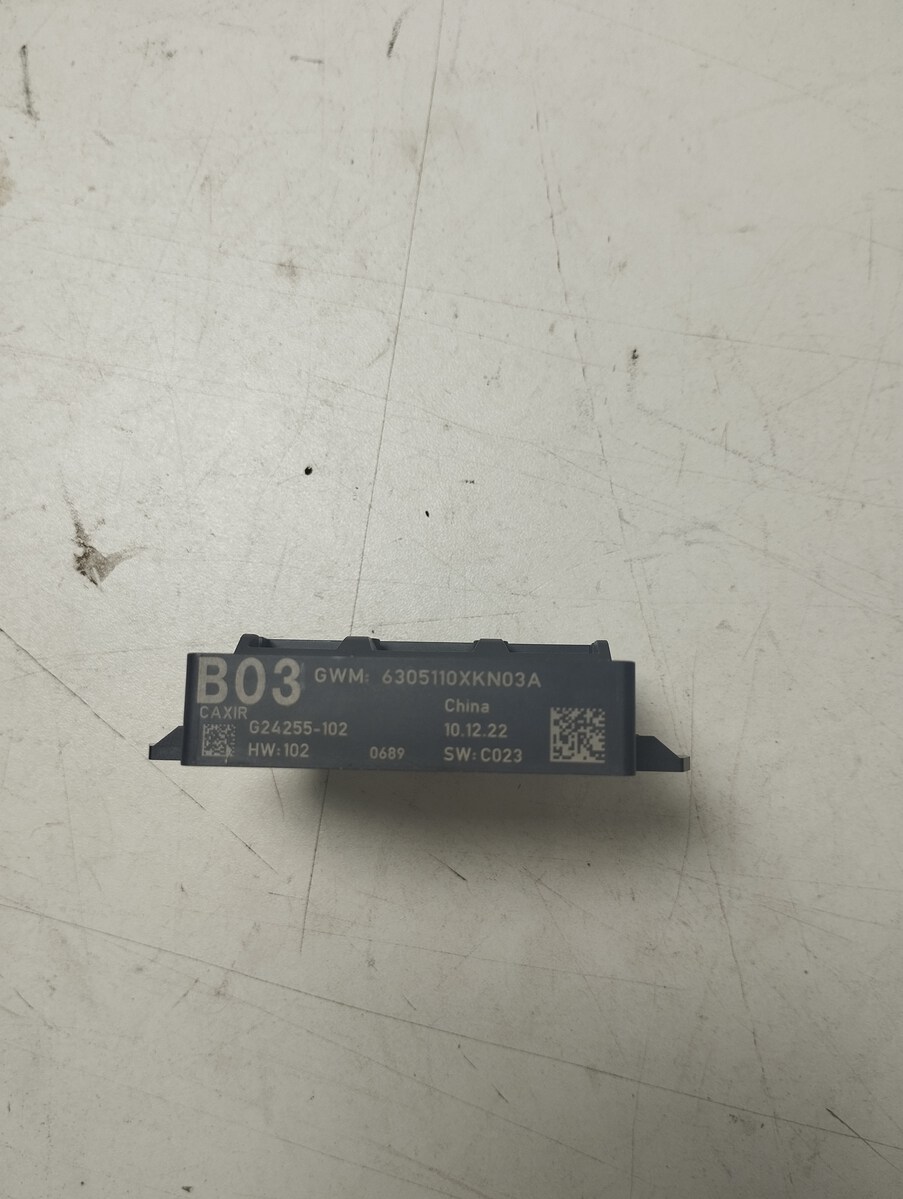 B03 GWM: 6305110XKN03A
CAXIR China
G24255-102 10.12.22
HW:102 0689 SW:C023